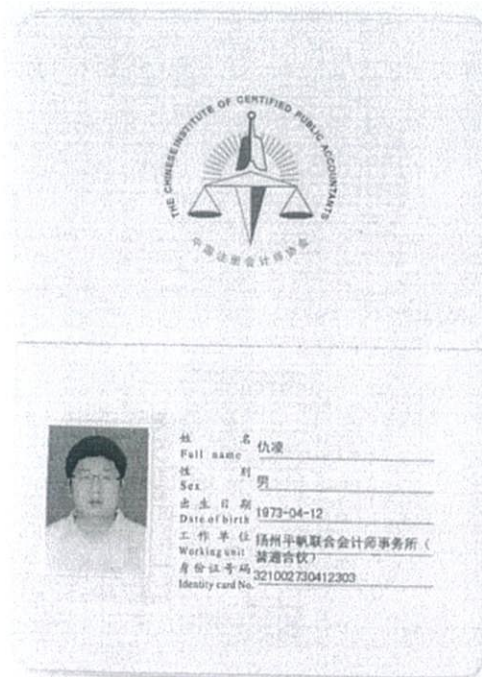 THE CHINESE INSTITUTE OF CERTIFIED PUBLIC ACCOUNTANTS
中国注册会计师协会
姓 名
Full name 仇凌
性 别
Sex 男
出生日期
Date of birth 1973-04-12
工作单位 扬州平帆联合会计师事务所(
Working unit 普通合伙)
身份证号码
Identity card No. 321002730412303